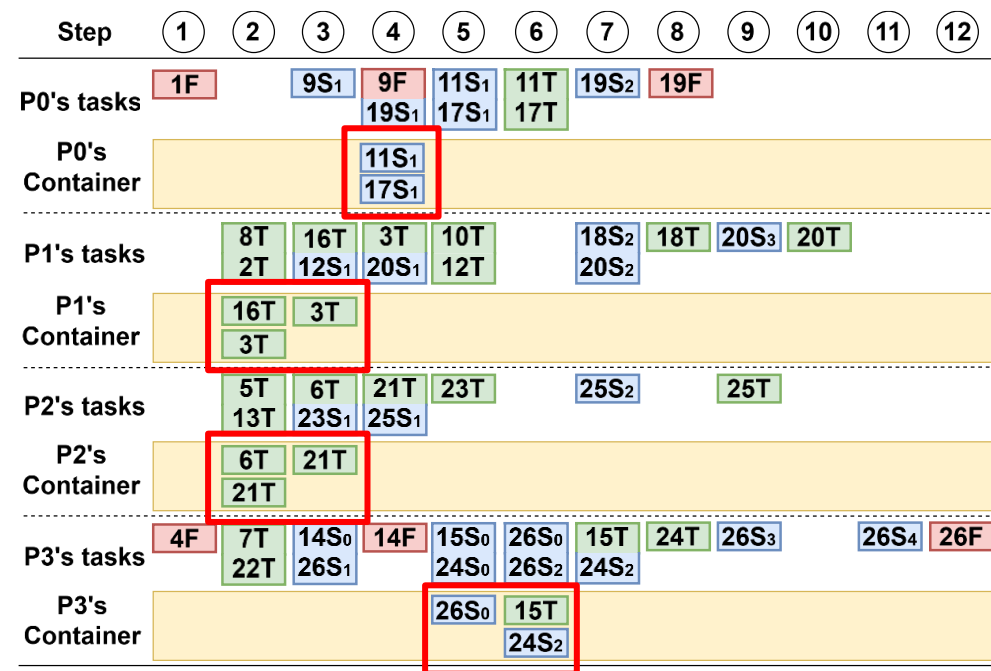 Step 1 2 3 4 5 6 7 8 9 10 11 12
P0's tasks
1F 9S₁ 9F 11S₁ 11T 19S₂ 19F
19S₁ 17S₁ 17T
P0's
Container
11S₁
17S₁
P1's tasks
8T 16T 3T 10T 18S₂ 18T 20S₃ 20T
2T 12S₁ 20S₁ 12T 20S₂
P1's
Container
16T 3T
3T
P2's tasks
5T 6T 21T 23T 25S₂ 25T
13T 23S₁ 25S₁
P2's
Container
6T 21T
21T
P3's tasks
4F 7T 14S₀ 14F 15S₀ 26S₀ 15T 24T 26S₃ 26S₄ 26F
22T 26S₁ 24S₀ 26S₂ 24S₂
P3's
Container
26S₀ 15T
24S₂